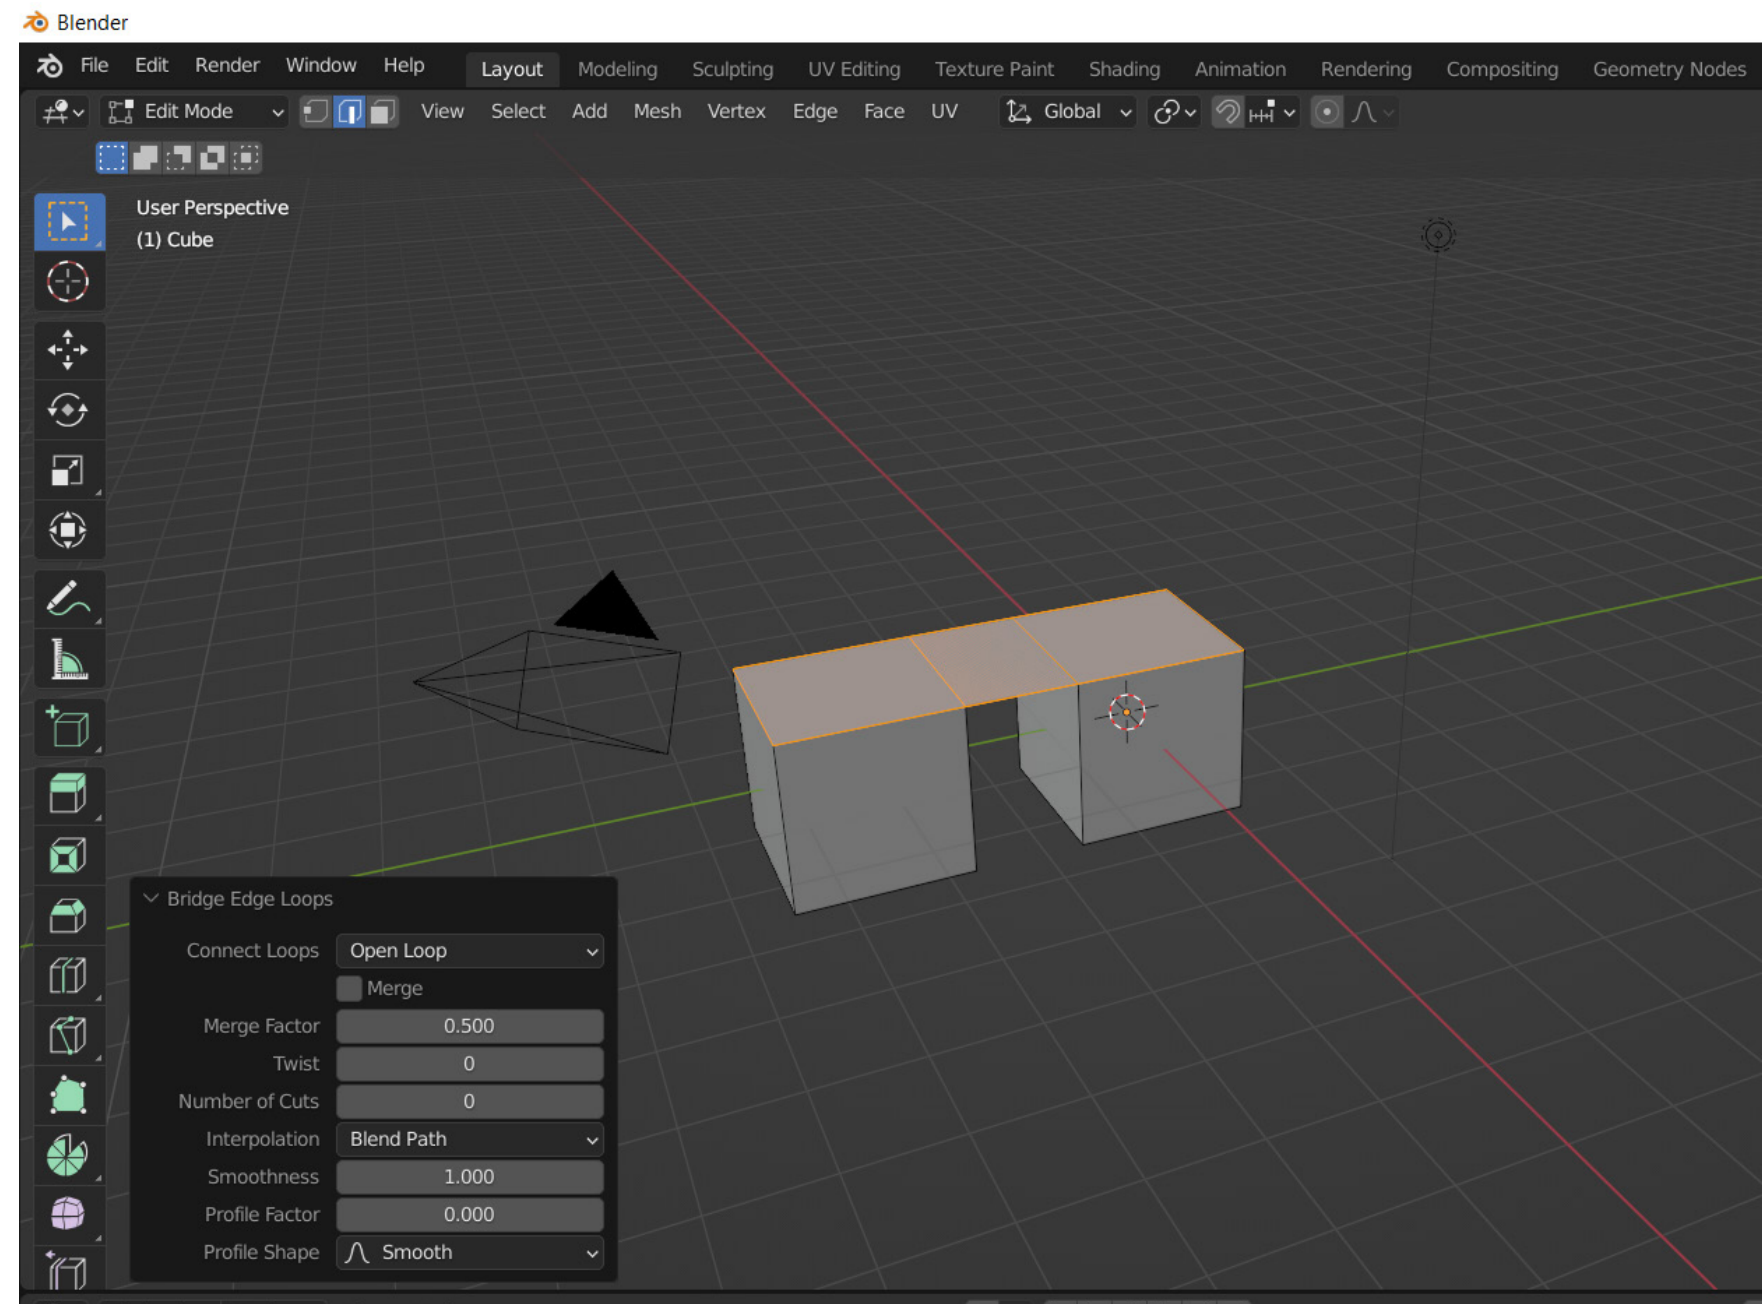 Blender
File Edit Render Window Help Layout Modeling Sculpting UV Editing Texture Paint Shading Animation Rendering Compositing Geometry Nodes
Edit Mode View Select Add Mesh Vertex Edge Face UV Global
User Perspective
(1) Cube
Bridge Edge Loops
Connect Loops Open Loop
Merge
Merge Factor 0.500
Twist 0
Number of Cuts 0
Interpolation Blend Path
Smoothness 1.000
Profile Factor 0.000
Profile Shape Smooth